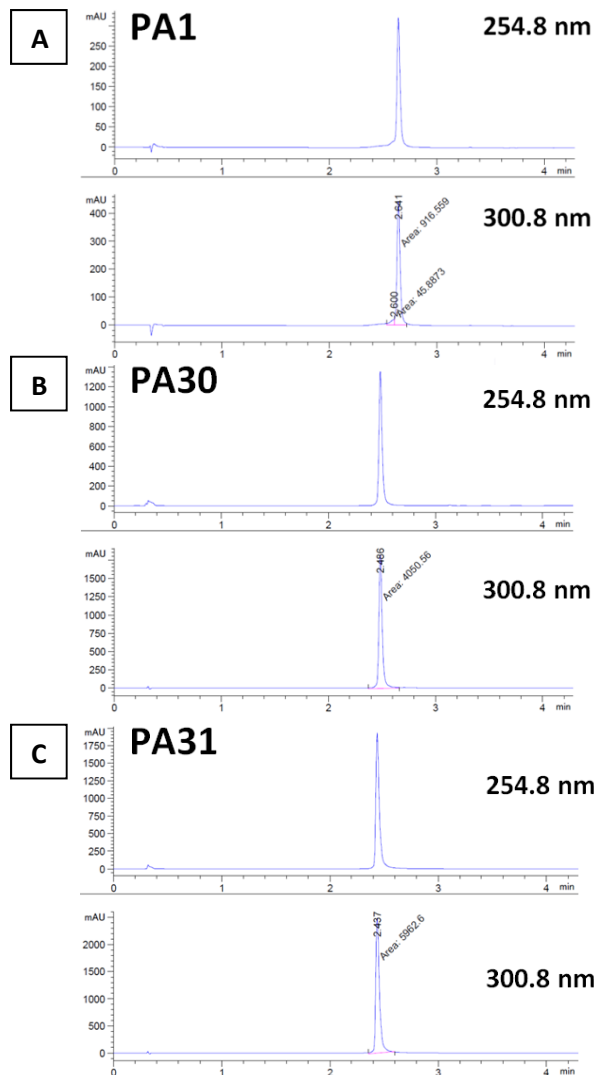 A
PA1
254.8 nm
mAU
250
200
150
100
50
0
0 1 2 3 4 min
300.8 nm
mAU
400
300
200
100
0
2.641
Area: 916.559
2.600
Area: 45.8873
0 1 2 3 4 min
B
PA30
254.8 nm
mAU
1200
1000
800
600
400
200
0
0 1 2 3 4 min
300.8 nm
mAU
1500
1250
1000
750
500
250
0
2.486
Area: 4050.56
0 1 2 3 4 min
C
PA31
254.8 nm
mAU
1750
1500
1250
1000
750
500
250
0
0 1 2 3 4 min
300.8 nm
mAU
2000
1500
1000
500
0
2.437
Area: 5962.6
0 1 2 3 4 min